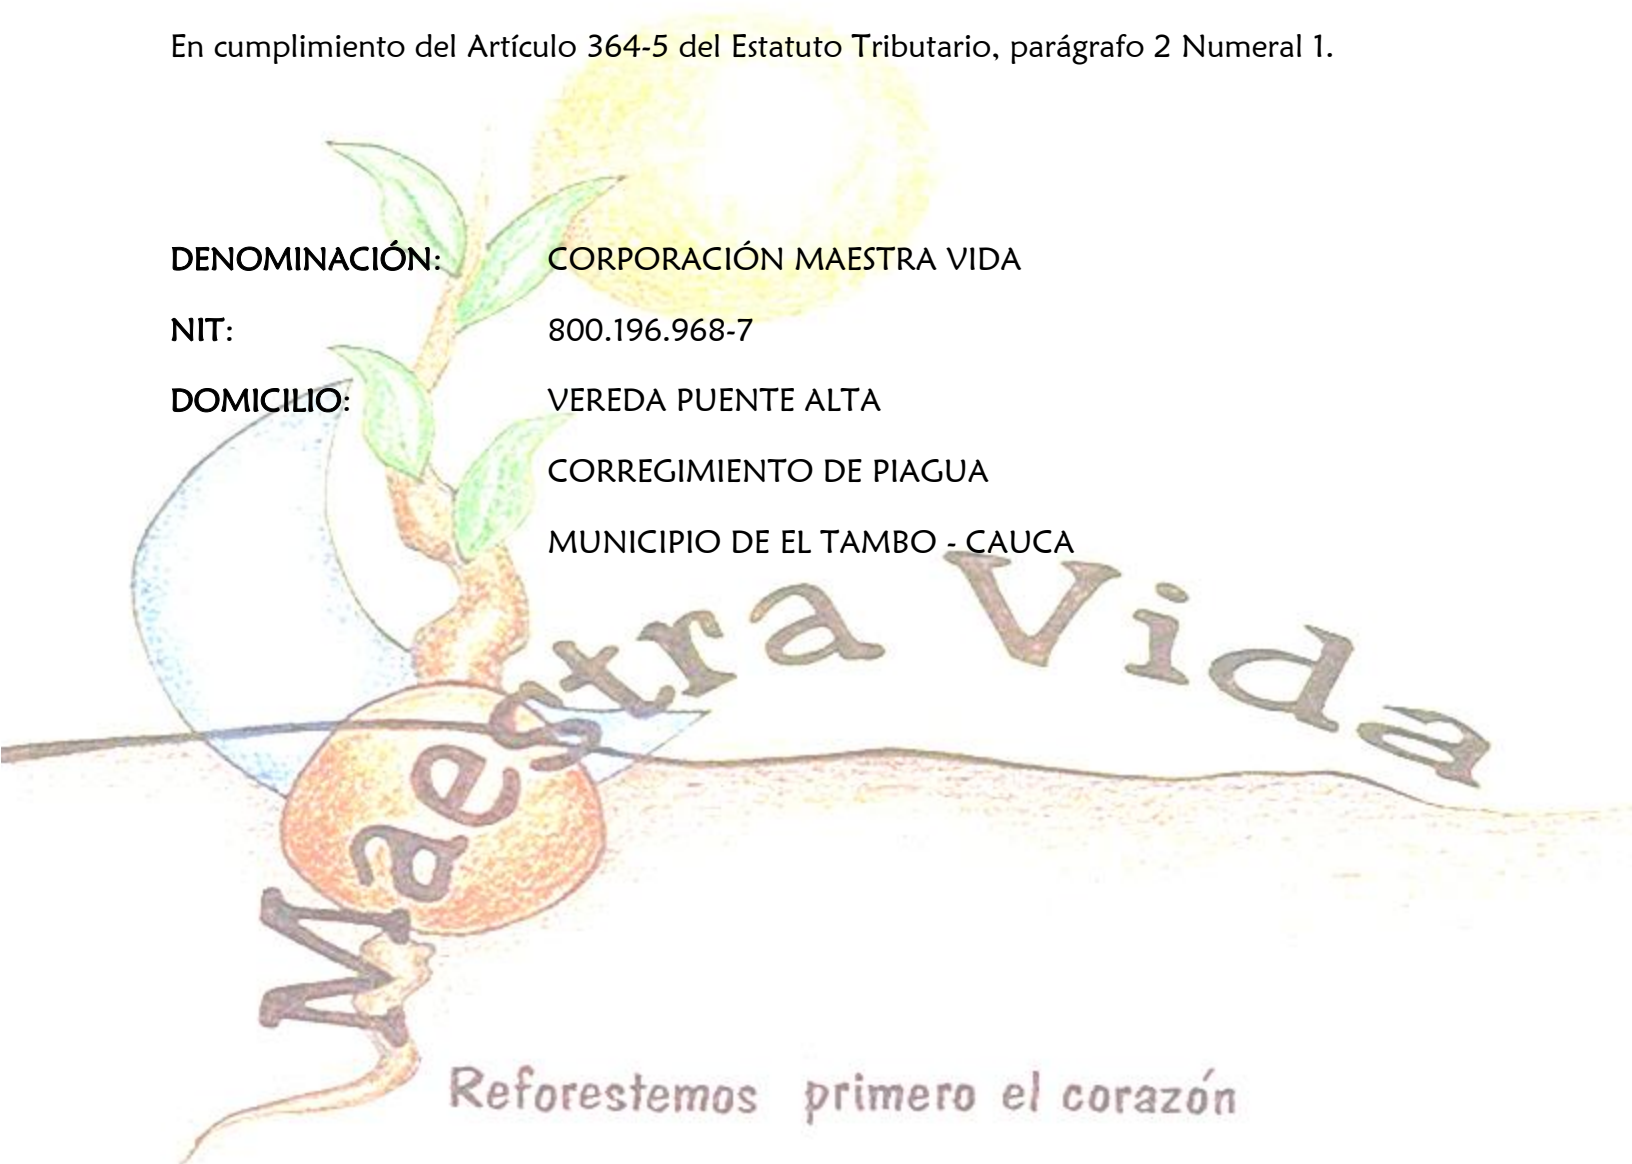 En cumplimiento del Artículo 364-5 del Estatuto Tributario, parágrafo 2 Numeral 1.
DENOMINACIÓN: CORPORACIÓN MAESTRA VIDA
NIT: 800.196.968-7
DOMICILIO: VEREDA PUENTE ALTA
CORREGIMIENTO DE PIAGUA
MUNICIPIO DE EL TAMBO - CAUCA
Maestra Vida
Reforestemos primero el corazón